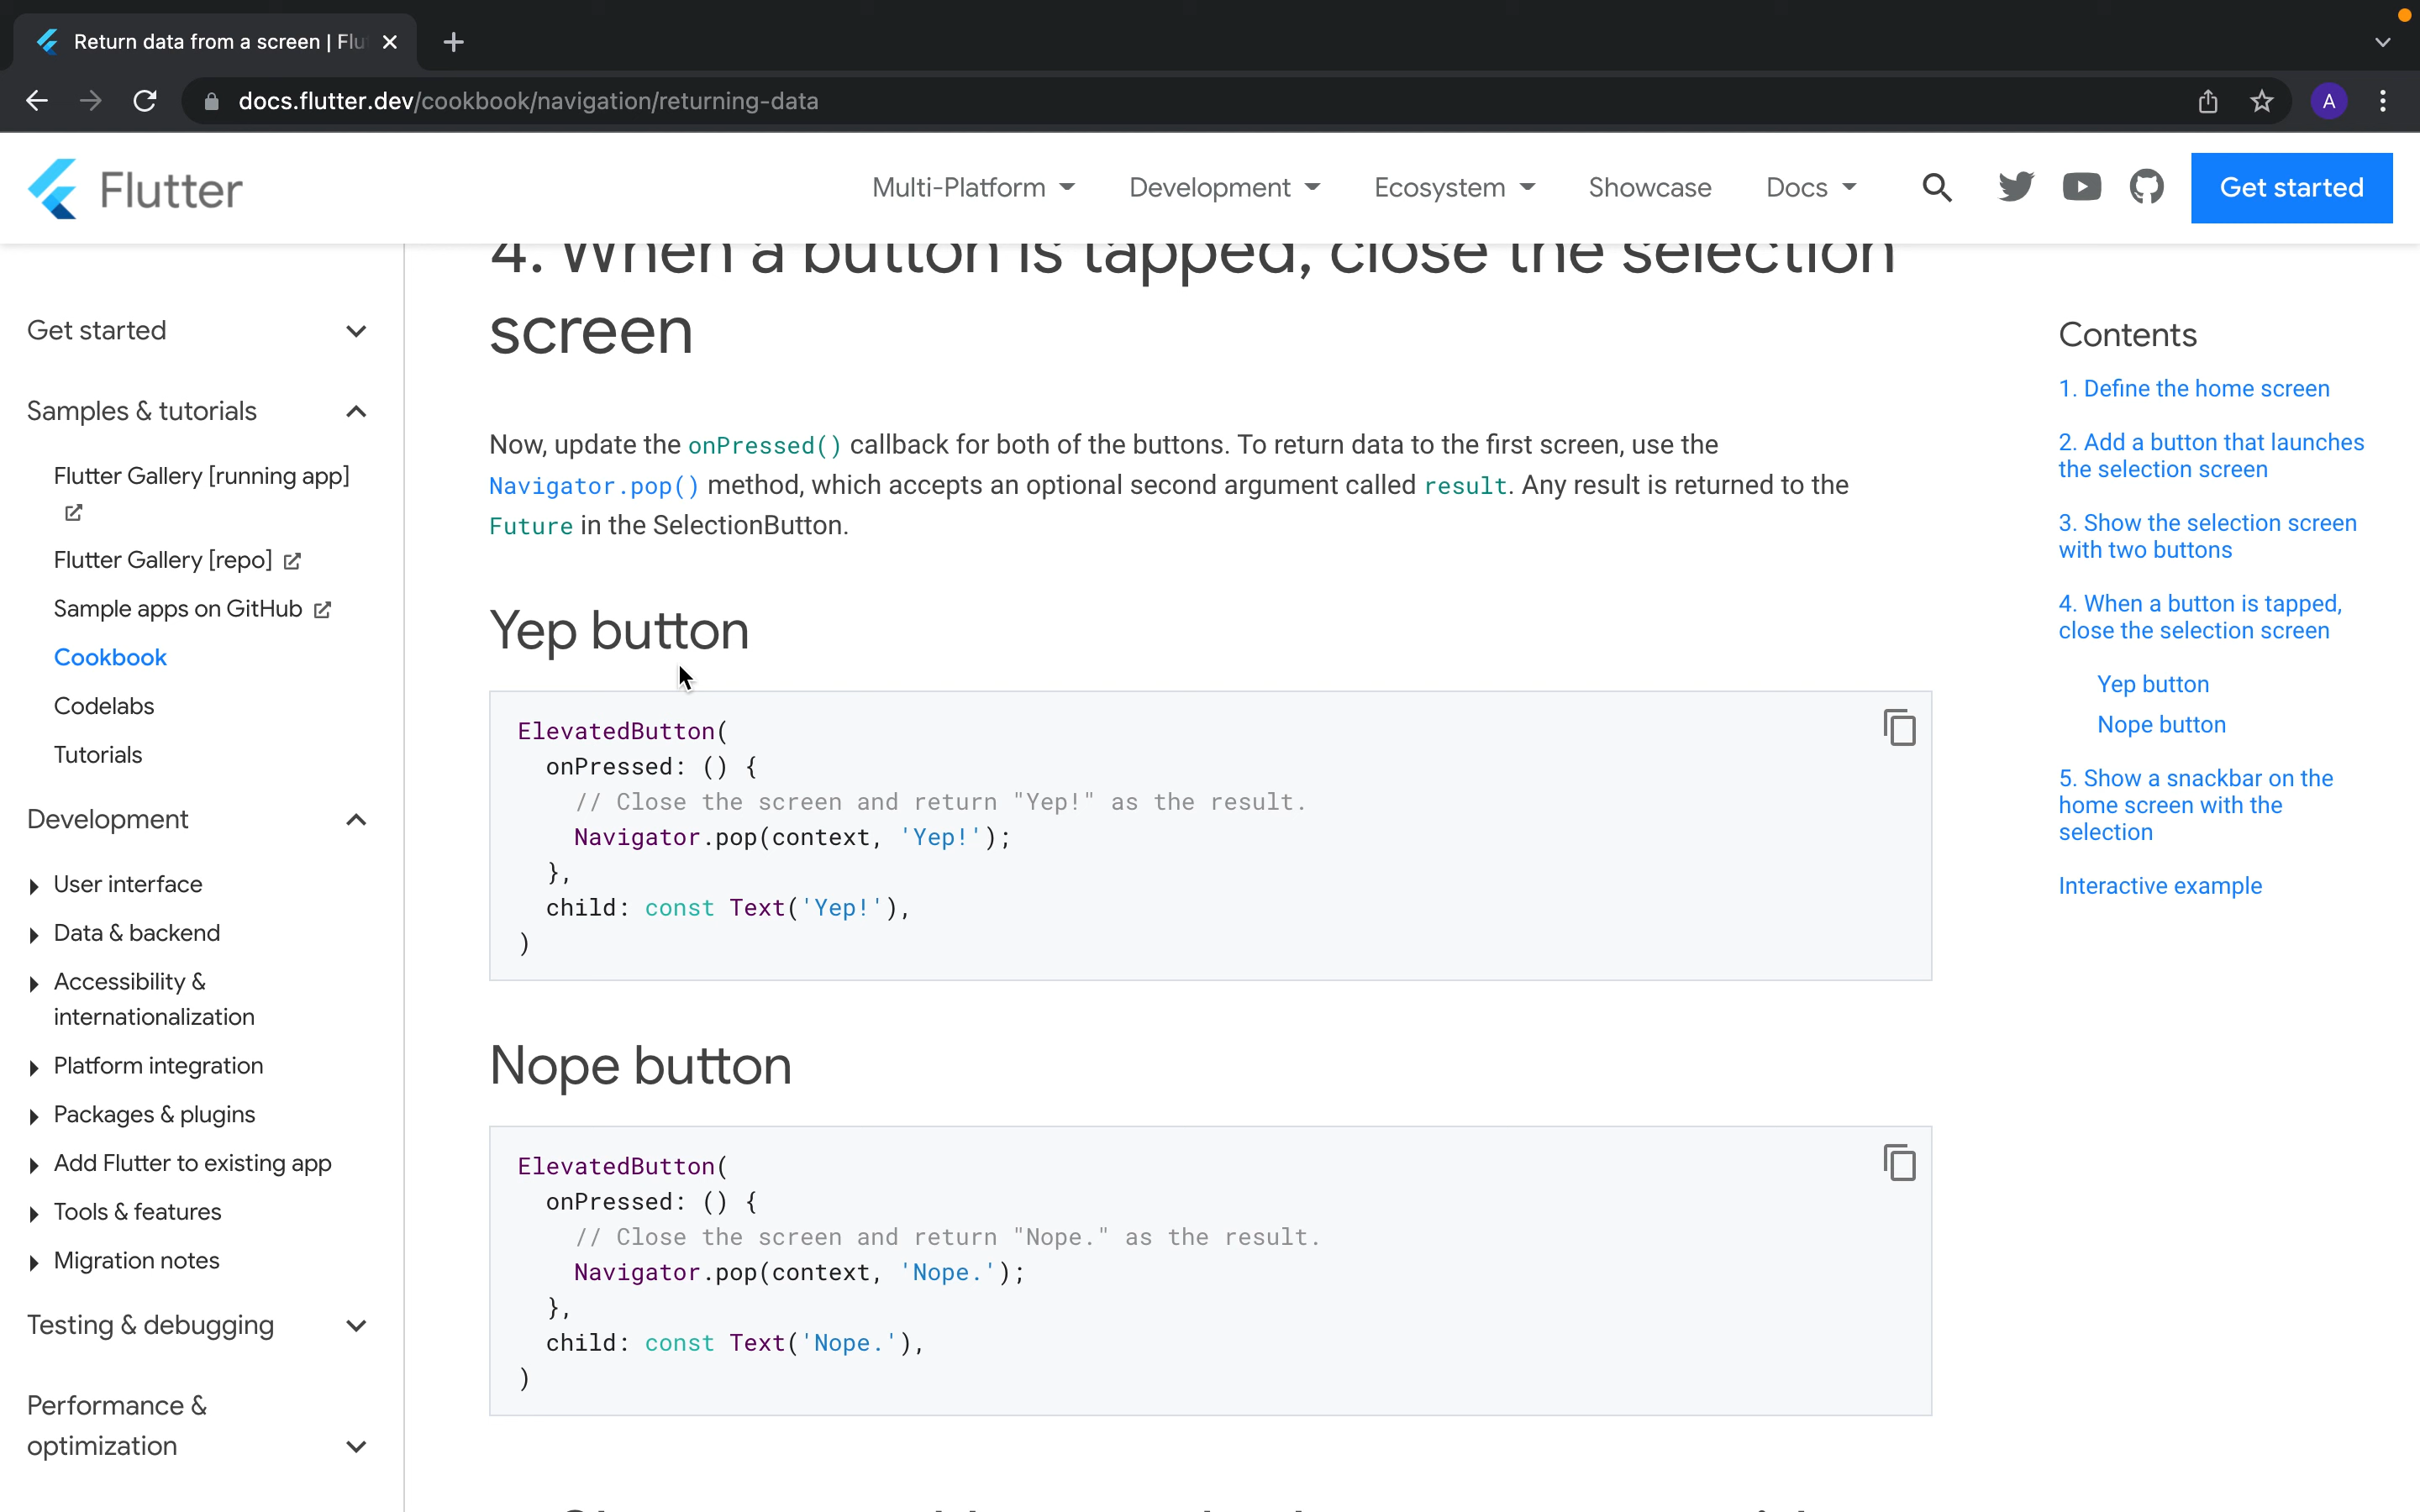 Return data from a screen | Flu
docs.flutter.dev/cookbook/navigation/returning-data
A
Flutter
Multi-Platform
Development
Ecosystem
Showcase
Docs
Get started
Get started
Samples & tutorials
Flutter Gallery [running app]
Flutter Gallery [repo]
Sample apps on GitHub
Cookbook
Codelabs
Tutorials
Development
User interface
Data & backend
Accessibility &
internationalization
Platform integration
Packages & plugins
Add Flutter to existing app
Tools & features
Migration notes
Testing & debugging
Performance &
optimization
4. When a button is tapped, close the selection
screen
Now, update the onPressed() callback for both of the buttons. To return data to the first screen, use the
Navigator.pop() method, which accepts an optional second argument called result. Any result is returned to the
Future in the SelectionButton.
Yep button
ElevatedButton(
onPressed: () {
// Close the screen and return "Yep!" as the result.
Navigator.pop(context, 'Yep!');
},
child: const Text('Yep!'),
)
Nope button
ElevatedButton(
onPressed: () {
// Close the screen and return "Nope." as the result.
Navigator.pop(context, 'Nope.');
},
child: const Text('Nope.'),
)
Contents
1. Define the home screen
2. Add a button that launches
the selection screen
3. Show the selection screen
with two buttons
4. When a button is tapped,
close the selection screen
Yep button
Nope button
5. Show a snackbar on the
home screen with the
selection
Interactive example